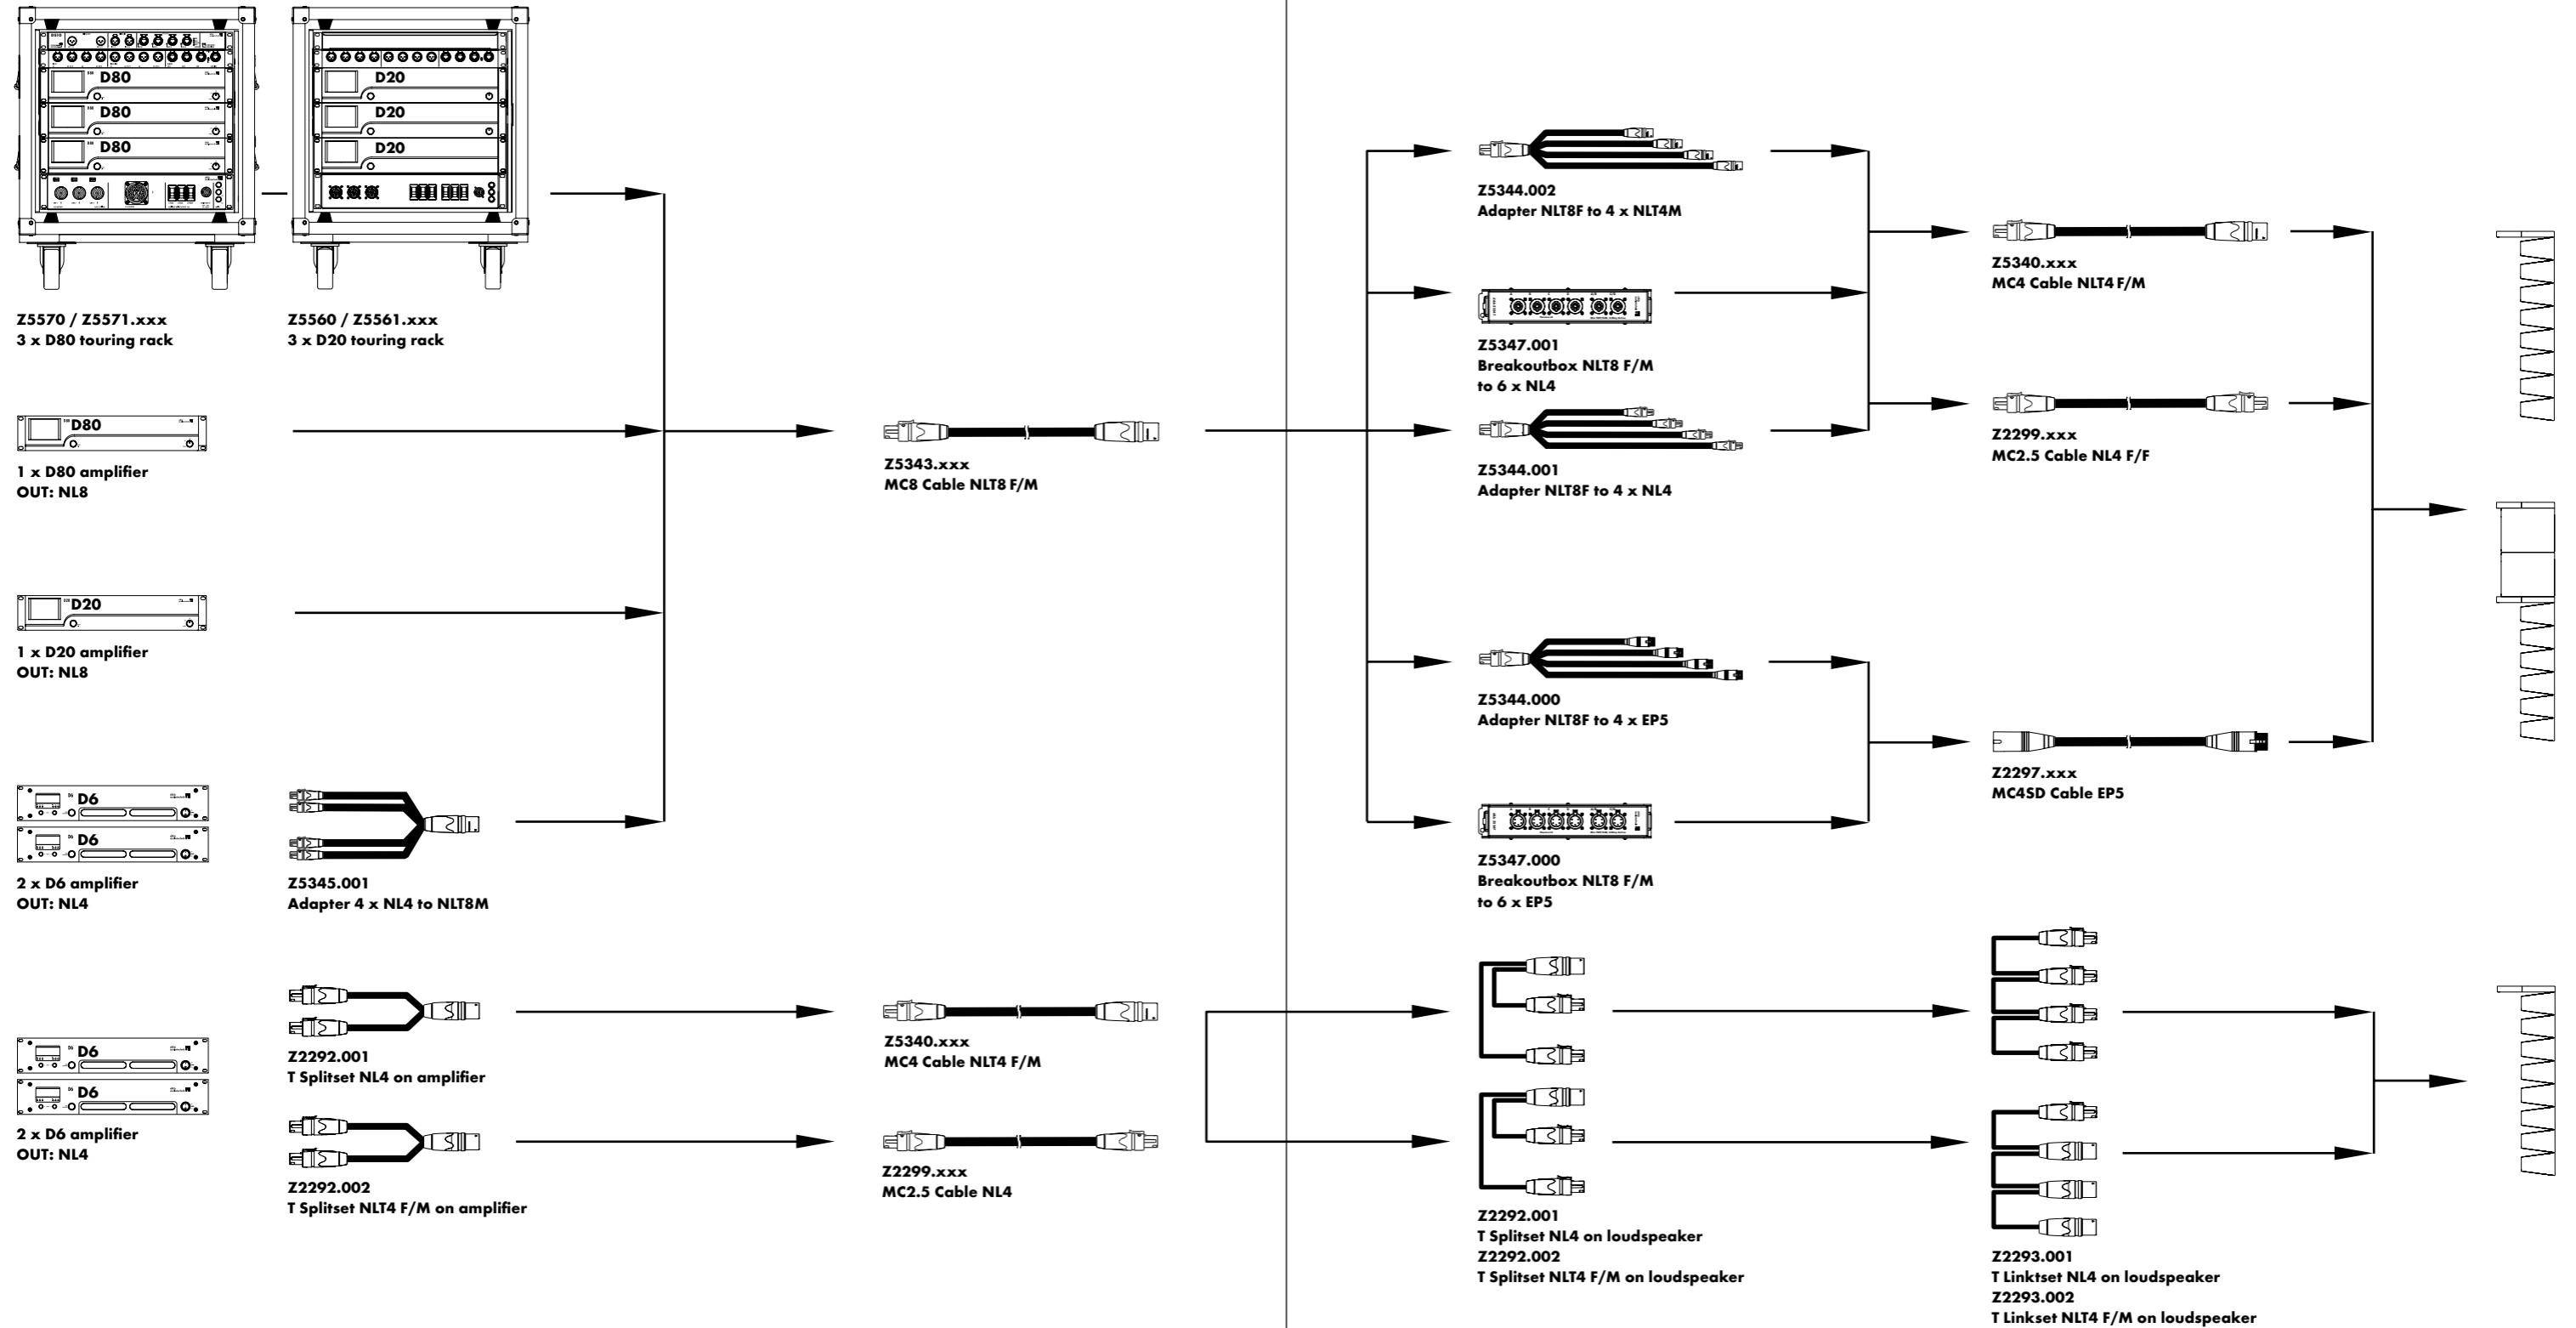 D80
D80
D80
D20
D20
D20
Z5570 / Z5571.xxx
3 x D80 touring rack
Z5560 / Z5561.xxx
3 x D20 touring rack
D80
1 x D80 amplifier
OUT: NL8
D20
1 x D20 amplifier
OUT: NL8
D6
D6
2 x D6 amplifier
OUT: NL4
Z5345.001
Adapter 4 x NL4 to NLT8M
D6
D6
2 x D6 amplifier
OUT: NL4
Z2292.001
T Splitset NL4 on amplifier
Z2292.002
T Splitset NLT4 F/M on amplifier
Z5343.xxx
MC8 Cable NLT8 F/M
Z5340.xxx
MC4 Cable NLT4 F/M
Z2299.xxx
MC2.5 Cable NL4
Z5344.002
Adapter NLT8F to 4 x NLT4M
Z5347.001
Breakoutbox NLT8 F/M
to 6 x NL4
Z5344.001
Adapter NLT8F to 4 x NL4
Z5344.000
Adapter NLT8F to 4 x EP5
Z5347.000
Breakoutbox NLT8 F/M
to 6 x EP5
Z2292.001
T Splitset NL4 on loudspeaker
Z2292.002
T Splitset NLT4 F/M on loudspeaker
Z5340.xxx
MC4 Cable NLT4 F/M
Z2299.xxx
MC2.5 Cable NL4 F/F
Z2297.xxx
MC4SD Cable EP5
Z2293.001
T Linktset NL4 on loudspeaker
Z2293.002
T Linkset NLT4 F/M on loudspeaker